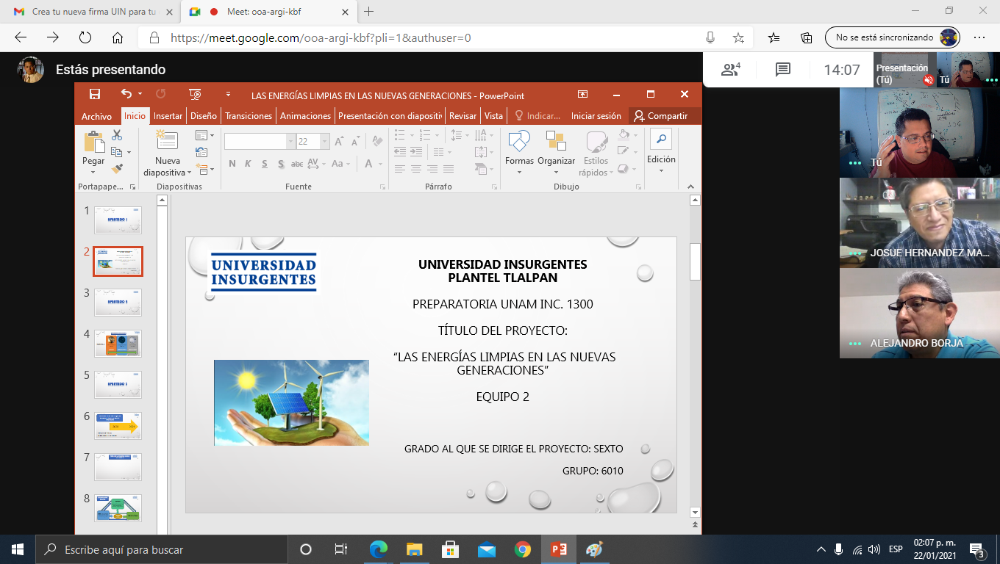 Crea tu nueva firma UIN para tu
Meet: ooa-argi-kbf
https://meet.google.com/ooa-argi-kbf?pli=1&authuser=0
No se está sincronizando
Estás presentando
4
14:07
Presentación
(Tú)
Tú
LAS ENERGÍAS LIMPIAS EN LAS NUEVAS GENERACIONES - PowerPoint
Archivo Inicio Insertar Diseño Transiciones Animaciones Presentación con diapositiv Revisar Vista Indicar... Iniciar sesión Compartir
22
Pegar
Nueva
diapositiva
N K S S abc AV Aa A
Formas Organizar Estilos
rápidos
Edición
Portapape... Diapositivas Fuente Párrafo Dibujo
1
APARTADO 1
2
3
4
5
6
7
8
UNIVERSIDAD
INSURGENTES
UNIVERSIDAD INSURGENTES
PLANTEL TLALPAN
PREPARATORIA UNAM INC. 1300
TÍTULO DEL PROYECTO:
“LAS ENERGÍAS LIMPIAS EN LAS NUEVAS
GENERACIONES”
EQUIPO 2
GRADO AL QUE SE DIRIGE EL PROYECTO: SEXTO
GRUPO: 6010
Tú
JOSUE HERNANDEZ MA...
ALEJANDRO BORJA
Escribe aquí para buscar
ESP
02:07 p. m.
22/01/2021
3